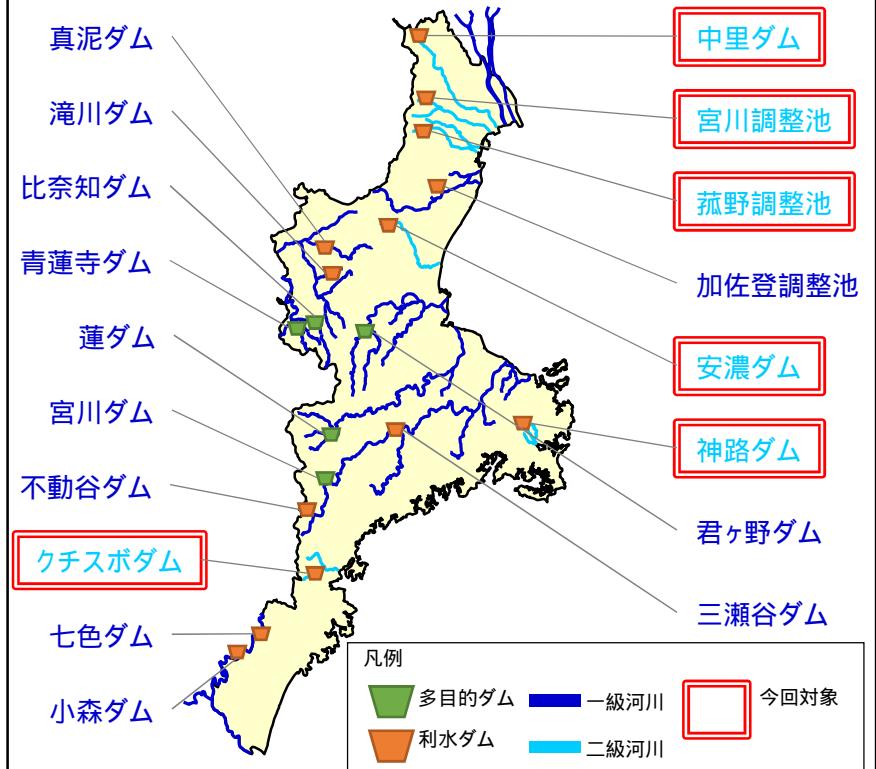 真泥ダム
滝川ダム
比奈知ダム
青蓮寺ダム
蓮ダム
宮川ダム
不動谷ダム
クチスボダム
七色ダム
小森ダム
中里ダム
宮川調整池
菰野調整池
加佐登調整池
安濃ダム
神路ダム
君ヶ野ダム
三瀬谷ダム
凡例
多目的ダム
一級河川
今回対象
利水ダム
二級河川